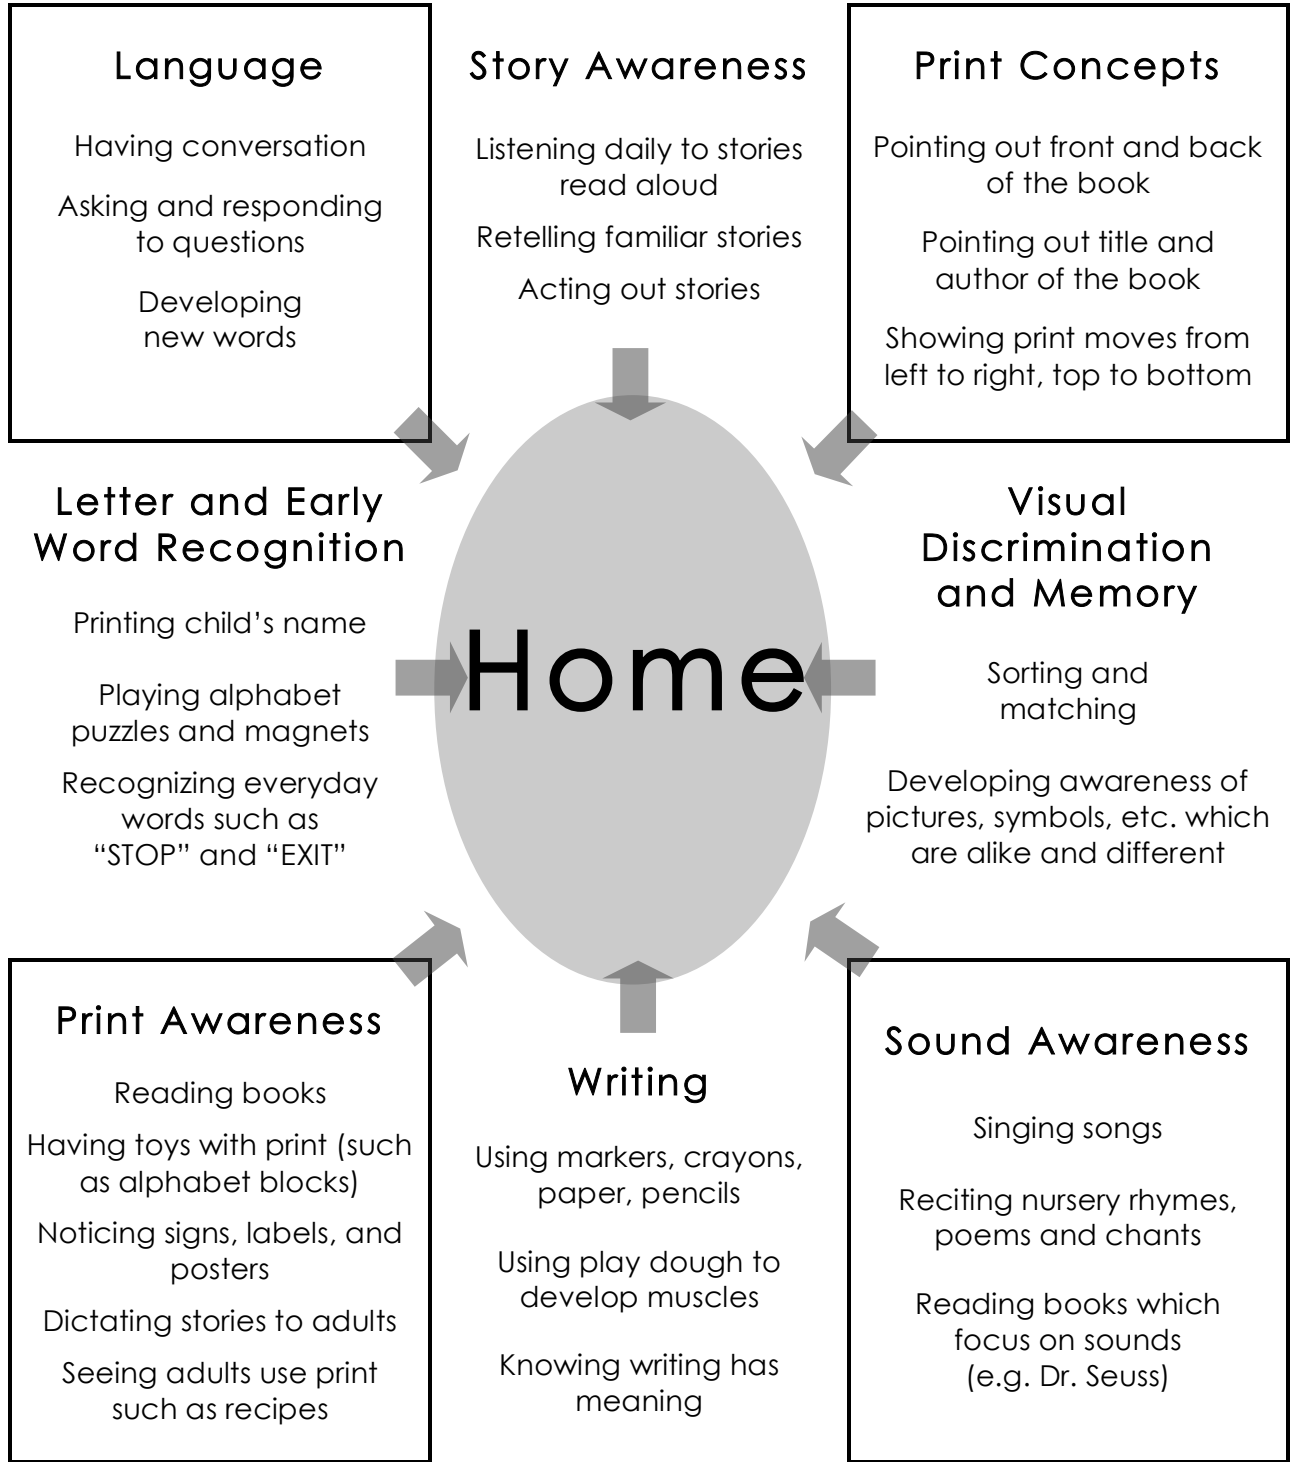 Language
Having conversation
Asking and responding
to questions
Developing
new words
Story Awareness
Listening daily to stories
read aloud
Retelling familiar stories
Acting out stories
Print Concepts
Pointing out front and back
of the book
Pointing out title and
author of the book
Showing print moves from
left to right, top to bottom
Letter and Early
Word Recognition
Printing child’s name
Playing alphabet
puzzles and magnets
Recognizing everyday
words such as
“STOP” and “EXIT”
Home
Visual
Discrimination
and Memory
Sorting and
matching
Developing awareness of
pictures, symbols, etc. which
are alike and different
Print Awareness
Reading books
Having toys with print (such
as alphabet blocks)
Noticing signs, labels, and
posters
Dictating stories to adults
Seeing adults use print
such as recipes
Writing
Using markers, crayons,
paper, pencils
Using play dough to
develop muscles
Knowing writing has
meaning
Sound Awareness
Singing songs
Reciting nursery rhymes,
poems and chants
Reading books which
focus on sounds
(e.g. Dr. Seuss)